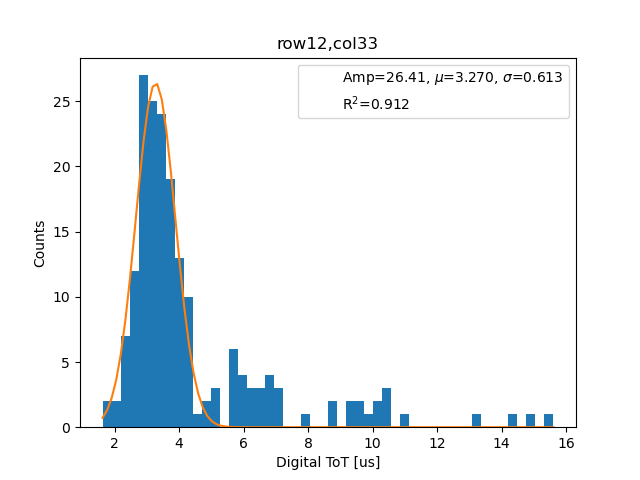 row12,col33
Amp=26.41, μ=3.270, σ=0.613
R²=0.912
25
20
15
10
5
0
Counts
2 4 6 8 10 12 14 16
Digital ToT [us]